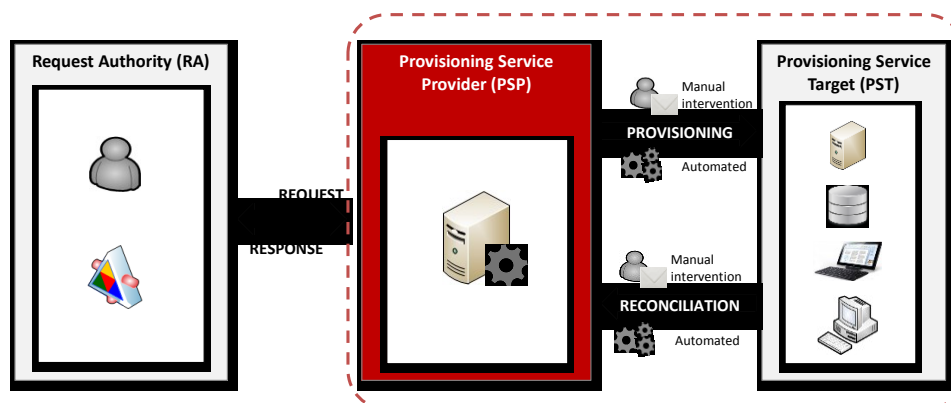 Request Authority (RA)
REQUEST
RESPONSE
Provisioning Service
Provider (PSP)
Manual
intervention
PROVISIONING
Automated
Manual
intervention
RECONCILIATION
Automated
Provisioning Service
Target (PST)